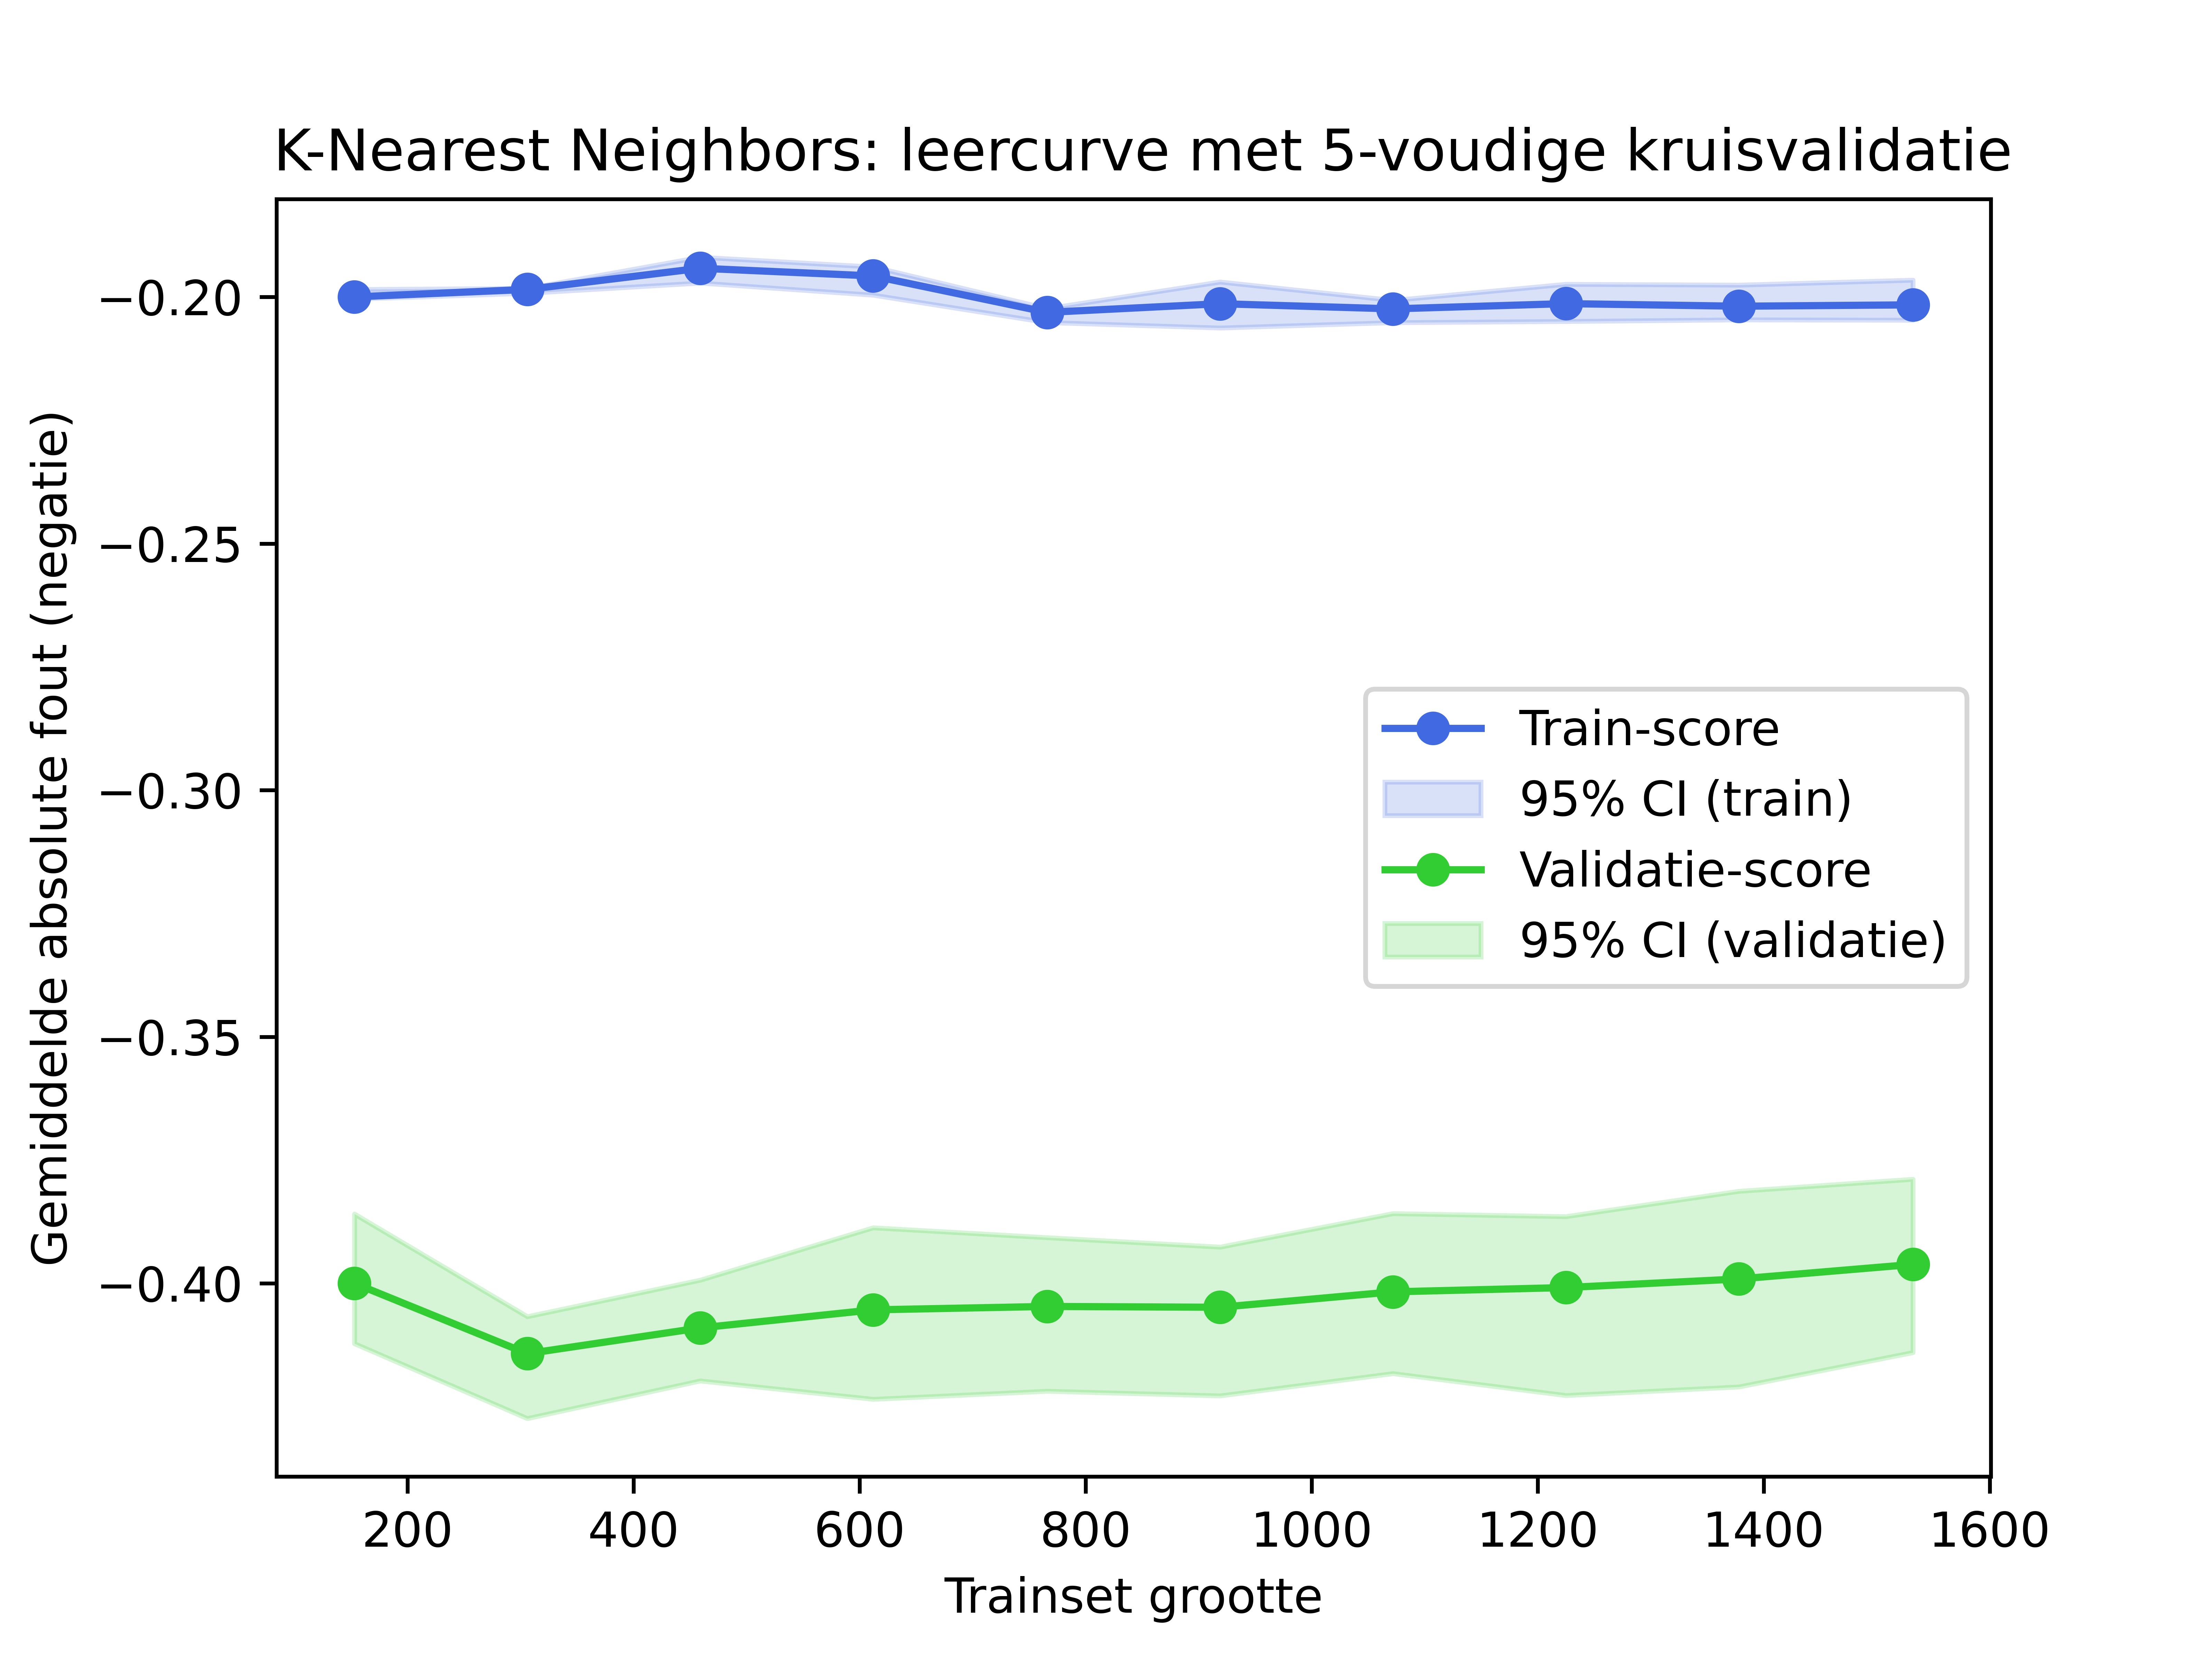 K-Nearest Neighbors: leercurve met 5-voudige kruisvalidatie
Gemiddelde absolute fout (negatie)
−0.20
−0.25
−0.30
−0.35
−0.40
Train-score
95% CI (train)
Validatie-score
95% CI (validatie)
200 400 600 800 1000 1200 1400 1600
Trainset grootte